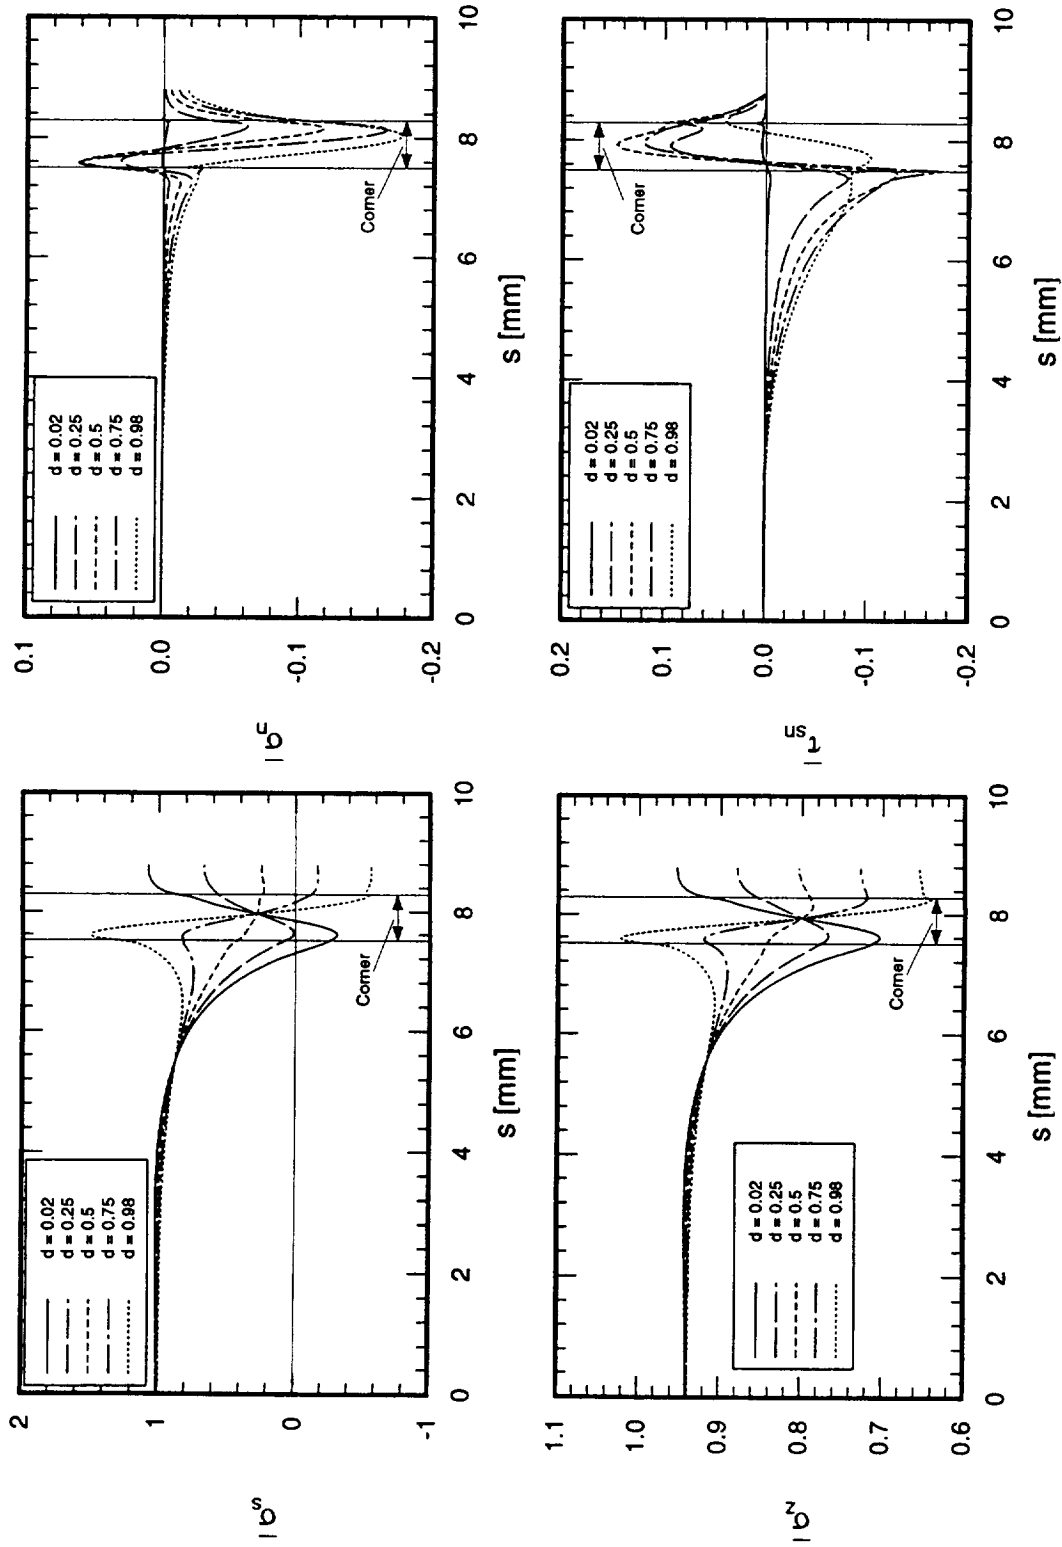 σ̄s
2
1
0
-1
d = 0.02
d = 0.25
d = 0.5
d = 0.75
d = 0.98
Corner
0 2 4 6 8 10
s [mm]
σ̄n
0.1
0.0
-0.1
-0.2
d = 0.02
d = 0.25
d = 0.5
d = 0.75
d = 0.98
Corner
0 2 4 6 8 10
s [mm]
σ̄z
1.1
1.0
0.9
0.8
0.7
0.6
d = 0.02
d = 0.25
d = 0.5
d = 0.75
d = 0.98
Corner
0 2 4 6 8 10
s [mm]
τ̄sn
0.2
0.1
0.0
-0.1
-0.2
d = 0.02
d = 0.25
d = 0.5
d = 0.75
d = 0.98
Corner
0 2 4 6 8 10
s [mm]